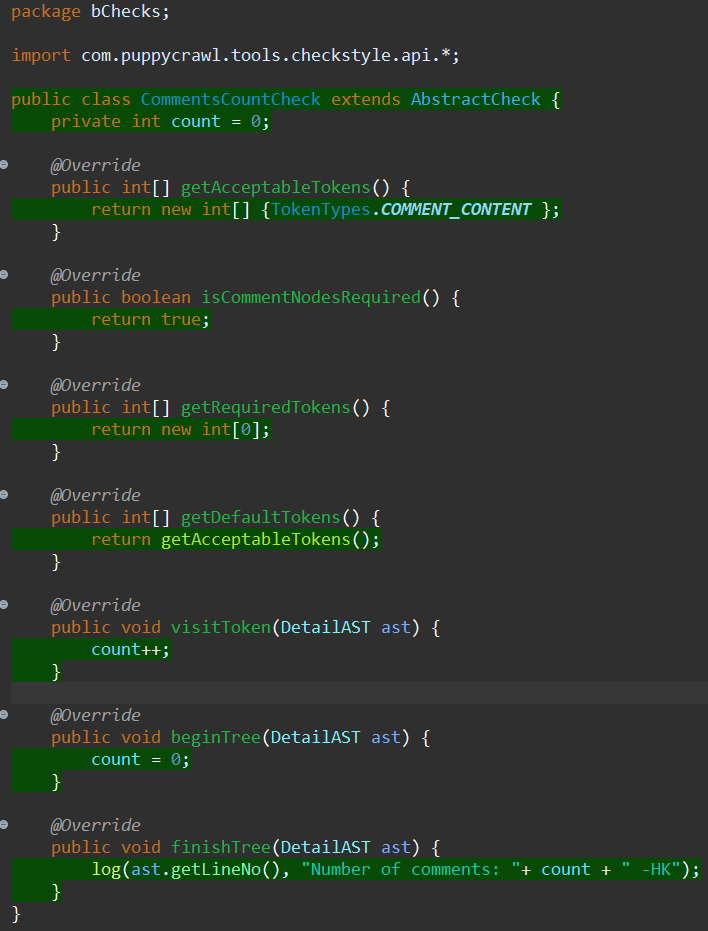 package bChecks;
import com.puppycrawl.tools.checkstyle.api.*;
public class CommentsCountCheck extends AbstractCheck {
private int count = 0;
@Override
public int[] getAcceptableTokens() {
return new int[] {TokenTypes.COMMENT_CONTENT };
}
@Override
public boolean isCommentNodesRequired() {
return true;
}
@Override
public int[] getRequiredTokens() {
return new int[0];
}
@Override
public int[] getDefaultTokens() {
return getAcceptableTokens();
}
@Override
public void visitToken(DetailAST ast) {
count++;
}
@Override
public void beginTree(DetailAST ast) {
count = 0;
}
@Override
public void finishTree(DetailAST ast) {
log(ast.getLineNo(), "Number of comments: "+ count + " -HK");
}
}